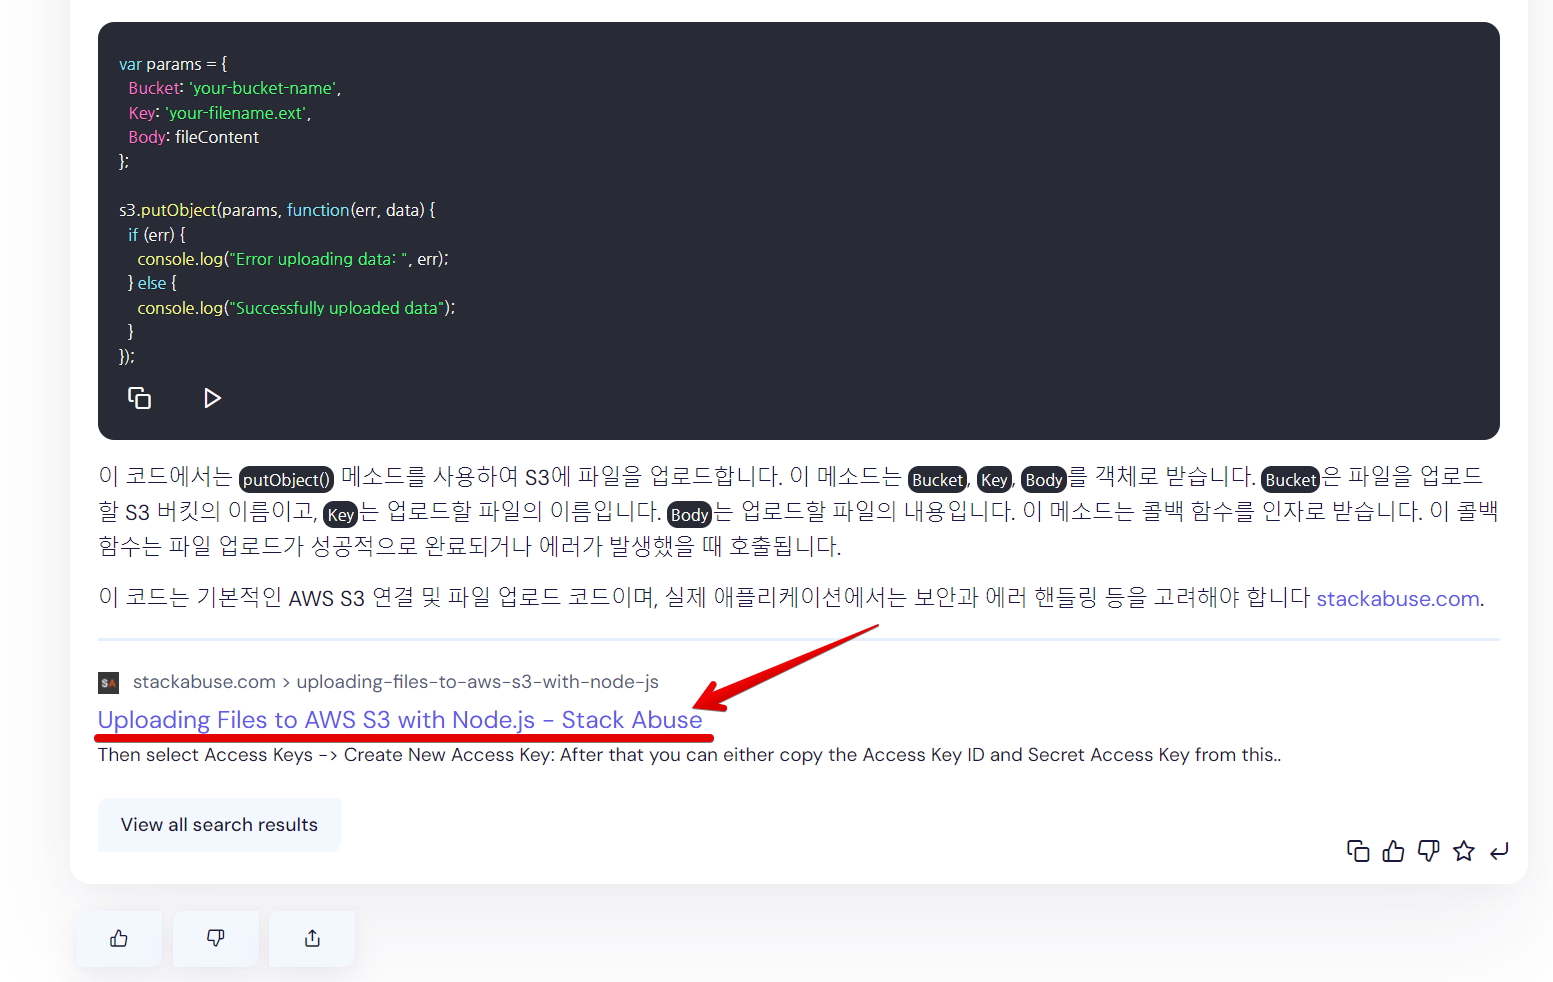 var params = {
  Bucket: 'your-bucket-name',
  Key: 'your-filename.ext',
  Body: fileContent
};

s3.putObject(params, function(err, data) {
  if (err) {
    console.log("Error uploading data: ", err);
  } else {
    console.log("Successfully uploaded data");
  }
});
이 코드에서는 putObject() 메소드를 사용하여 S3에 파일을 업로드합니다. 이 메소드는 Bucket, Key, Body를 객체로 받습니다. Bucket은 파일을 업로드
할 S3 버킷의 이름이고, Key는 업로드할 파일의 이름입니다. Body는 업로드할 파일의 내용입니다. 이 메소드는 콜백 함수를 인자로 받습니다. 이 콜백
함수는 파일 업로드가 성공적으로 완료되거나 에러가 발생했을 때 호출됩니다.
이 코드는 기본적인 AWS S3 연결 및 파일 업로드 코드이며, 실제 애플리케이션에서는 보안과 에러 핸들링 등을 고려해야 합니다 stackabuse.com.
SA stackabuse.com > uploading-files-to-aws-s3-with-node-js
Uploading Files to AWS S3 with Node.js - Stack Abuse
Then select Access Keys -> Create New Access Key: After that you can either copy the Access Key ID and Secret Access Key from this..
View all search results